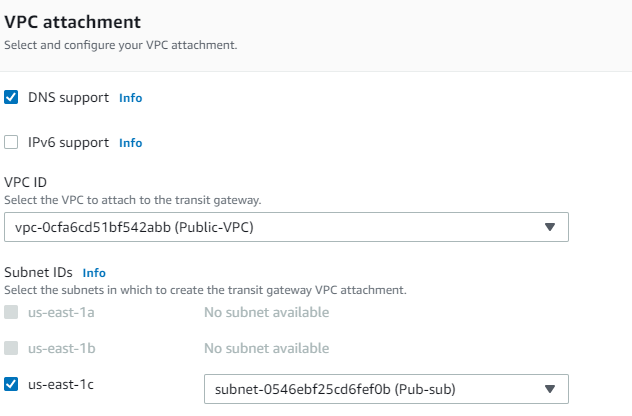 VPC attachment
Select and configure your VPC attachment.
DNS support Info
IPv6 support Info
VPC ID
Select the VPC to attach to the transit gateway.
vpc-0cfa6cd51bf542abb (Public-VPC)
Subnet IDs Info
Select the subnets in which to create the transit gateway VPC attachment.
us-east-1a No subnet available
us-east-1b No subnet available
us-east-1c subnet-0546ebf25cd6fef0b (Pub-sub)